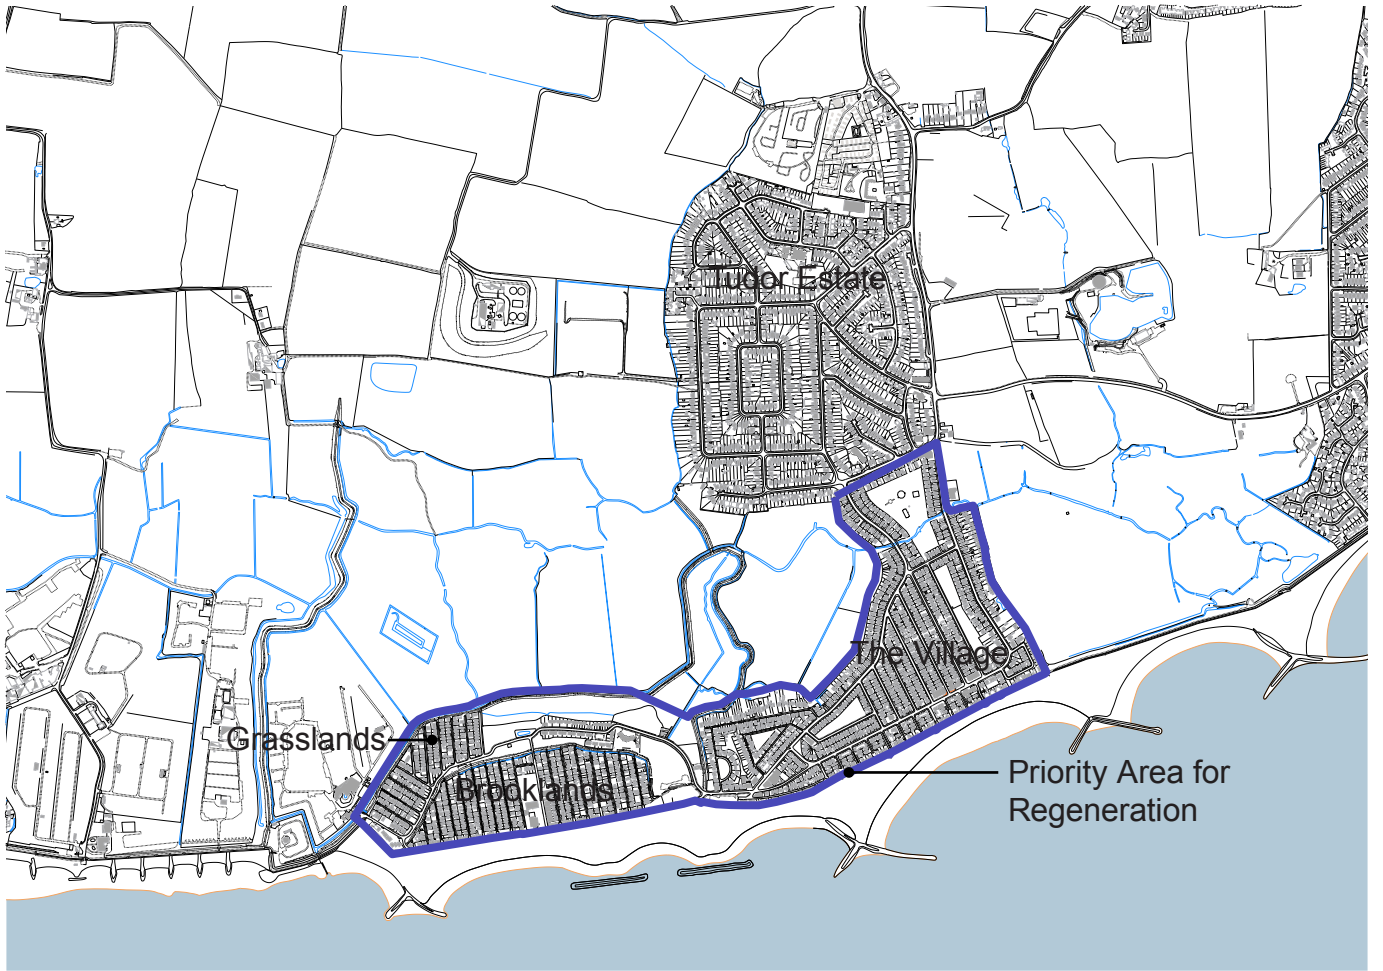 Tudor Estate
The Village
Grasslands
Brooklands
Priority Area for
Regeneration